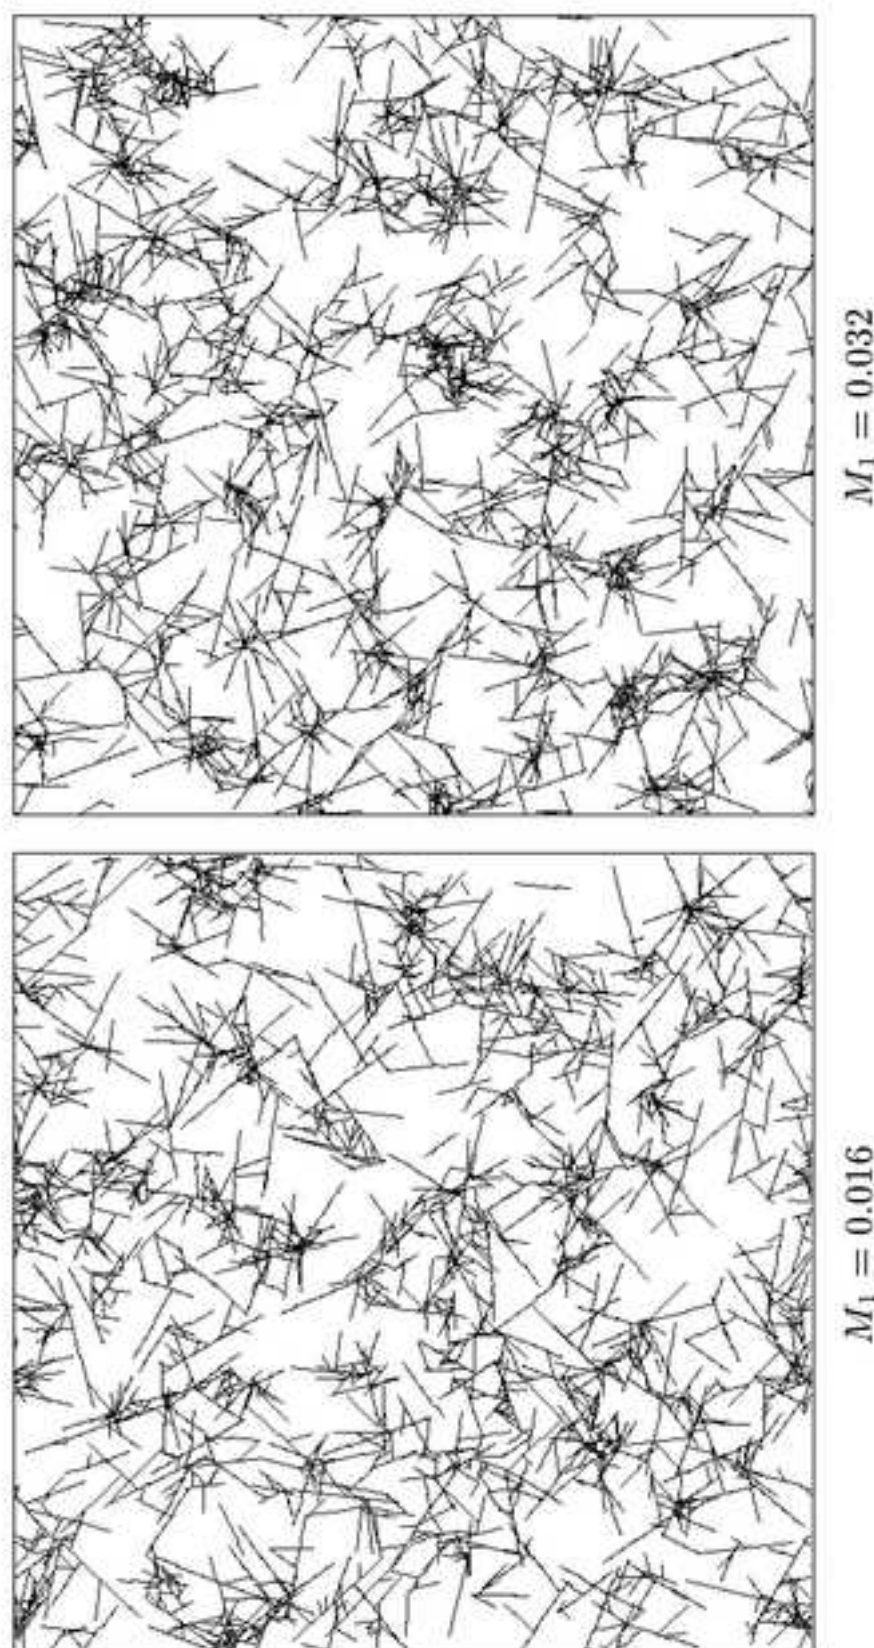 M₁ = 0.032
M₁ = 0.016